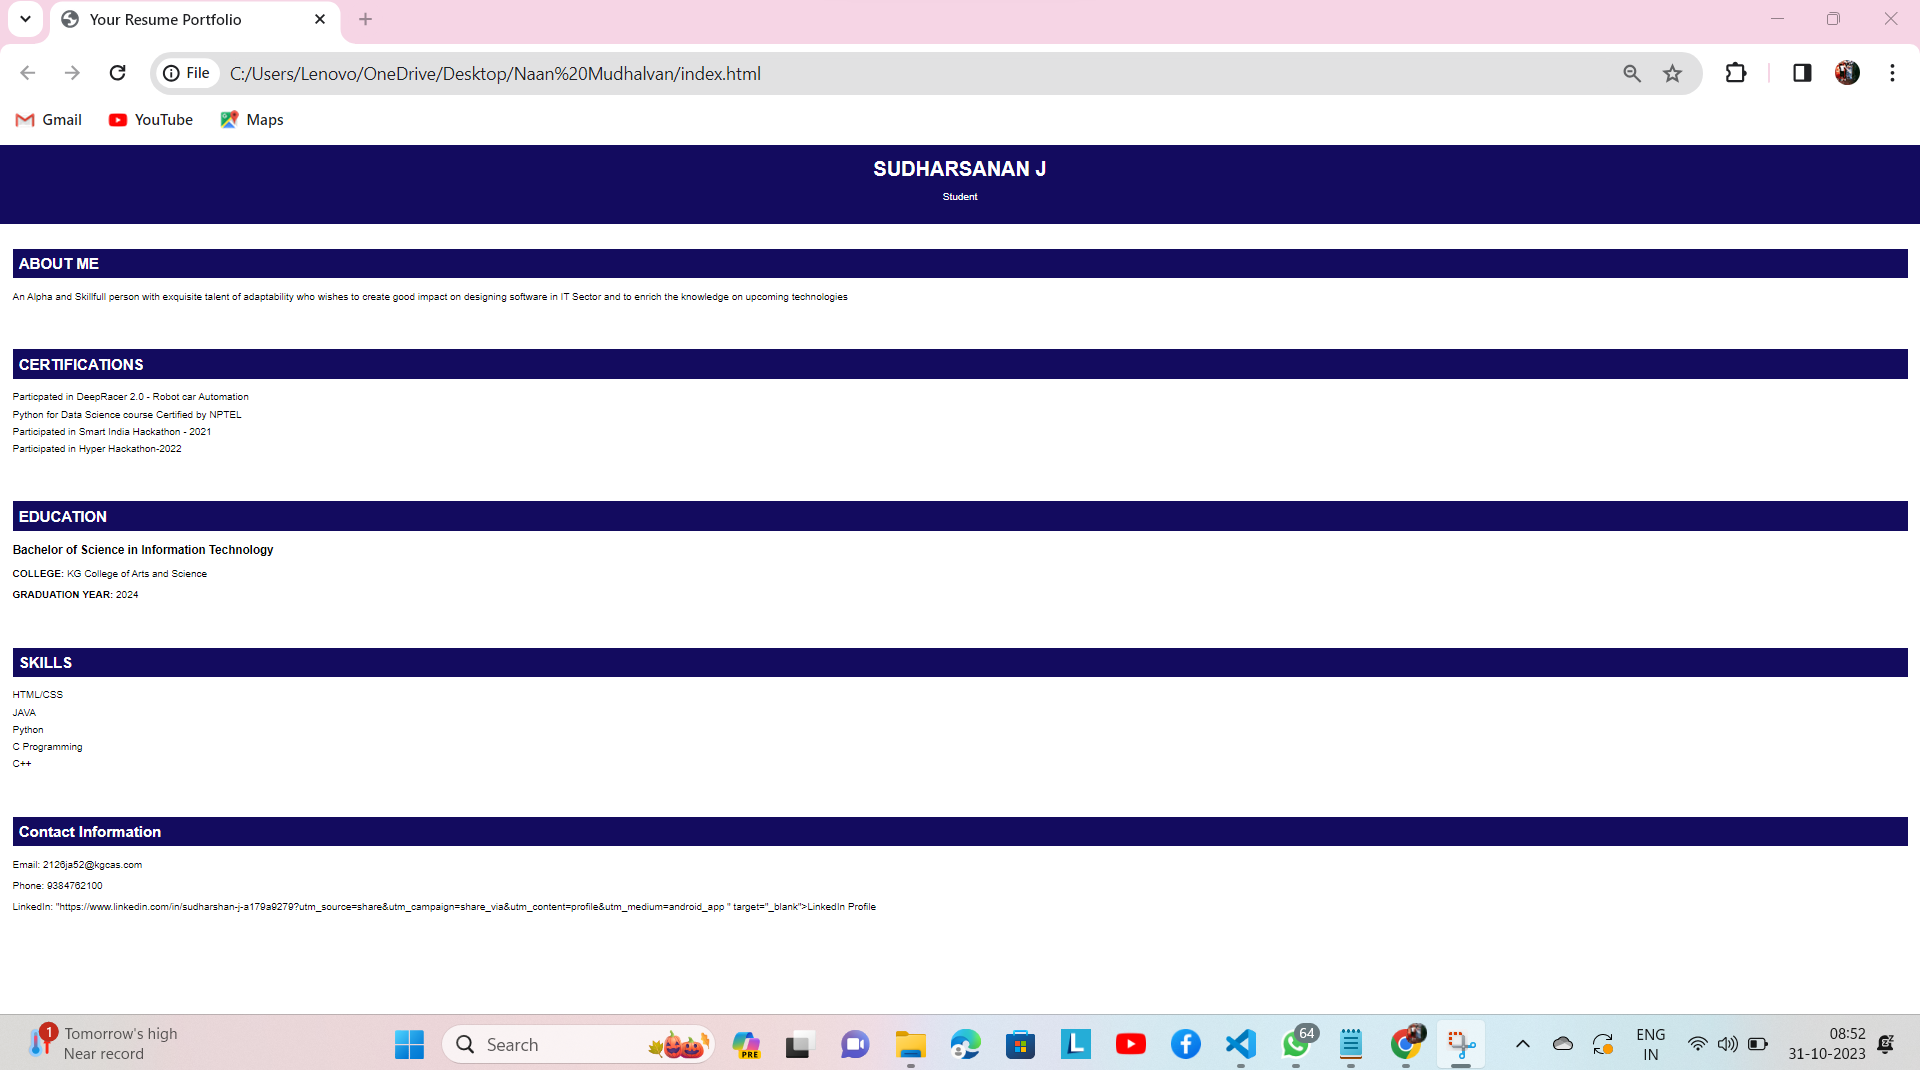 Your Resume Portfolio
File C:/Users/Lenovo/OneDrive/Desktop/Naan%20Mudhalvan/index.html
Gmail YouTube Maps
SUDHARSANAN J
Student
ABOUT ME
An Alpha and Skillfull person with exquisite talent of adaptability who wishes to create good impact on designing software in IT Sector and to enrich the knowledge on upcoming technologies
CERTIFICATIONS
Particpated in DeepRacer 2.0 - Robot car Automation
Python for Data Science course Certified by NPTEL
Participated in Smart India Hackathon - 2021
Participated in Hyper Hackathon-2022
EDUCATION
Bachelor of Science in Information Technology
COLLEGE: KG College of Arts and Science
GRADUATION YEAR: 2024
SKILLS
HTML/CSS
JAVA
Python
C Programming
C++
Contact Information
Email: 2126ja52@kgcas.com
Phone: 9384762100
LinkedIn: "https://www.linkedin.com/in/sudharshan-j-a179a9279?utm_source=share&utm_campaign=share_via&utm_content=profile&utm_medium=android_app " target="_blank">LinkedIn Profile
1 Tomorrow's high
Near record
Search
PRE
L
64
ENG
IN
08:52
31-10-2023